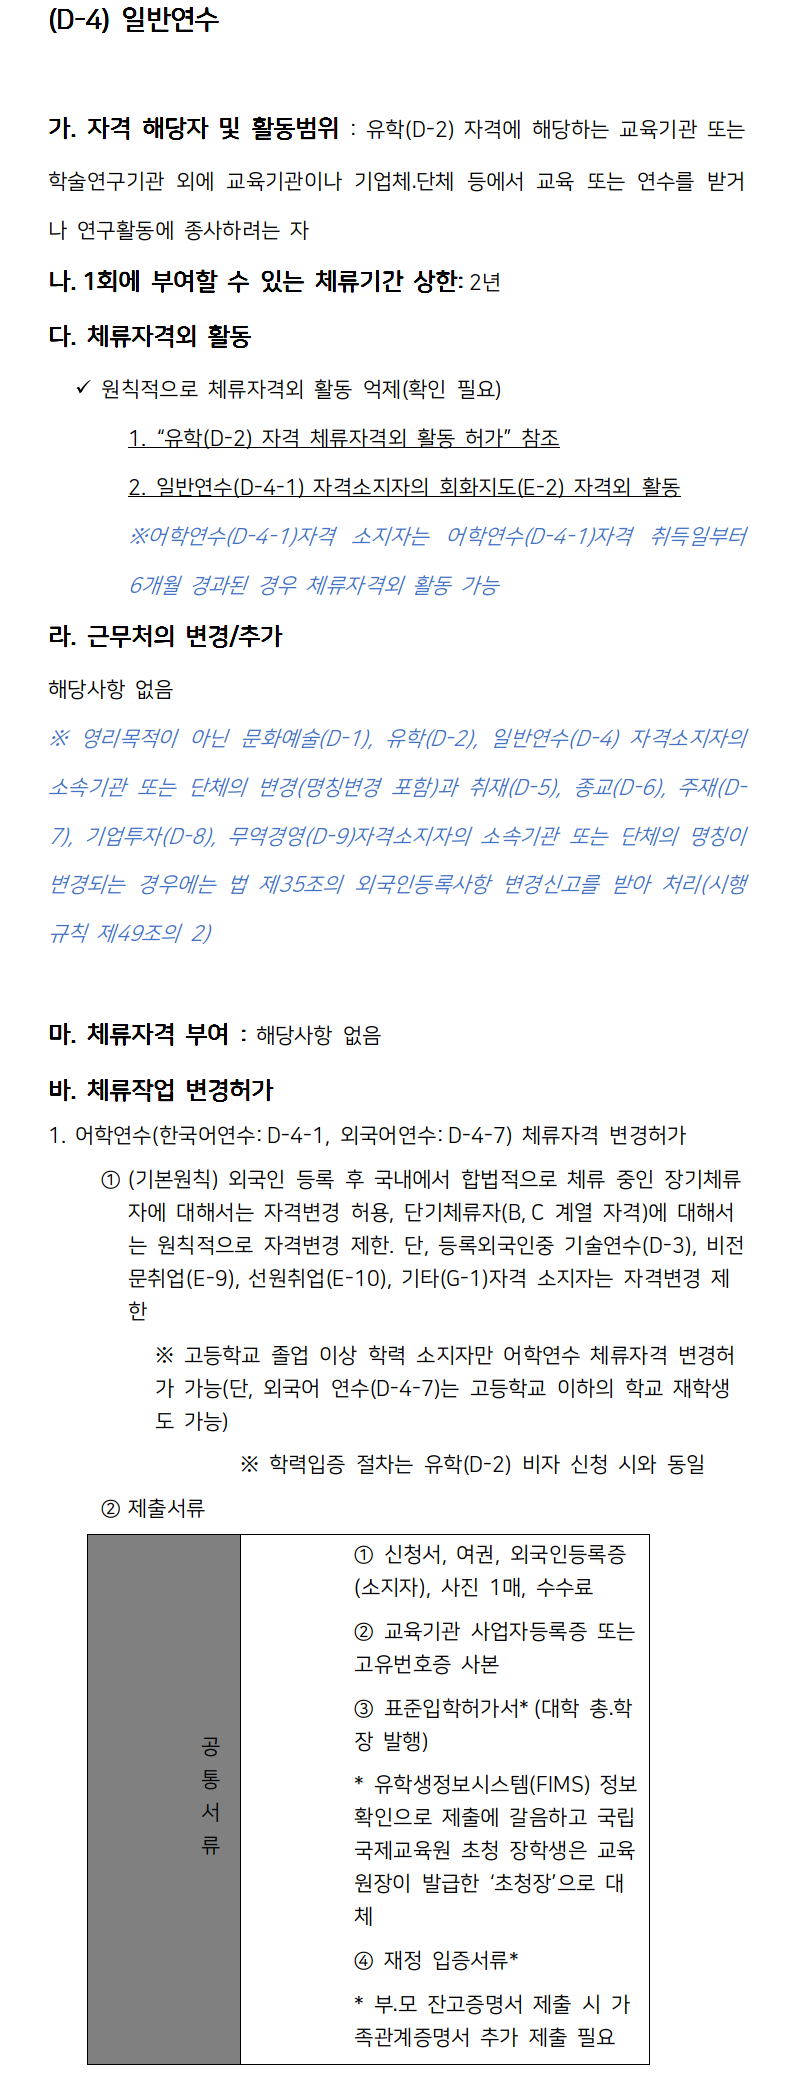 (D-4) 일반연수
가. 자격 해당자 및 활동범위 : 유학(D-2) 자격에 해당하는 교육기관 또는
학술연구기관 외에 교육기관이나 기업체.단체 등에서 교육 또는 연수를 받거
나 연구활동에 종사하려는 자
나. 1회에 부여할 수 있는 체류기간 상한: 2년
다. 체류자격외 활동
✓ 원칙적으로 체류자격외 활동 억제(확인 필요)
1. “유학(D-2) 자격 체류자격외 활동 허가” 참조
2. 일반연수(D-4-1) 자격소지자의 회화지도(E-2) 자격외 활동
※어학연수(D-4-1)자격 소지자는 어학연수(D-4-1)자격 취득일부터
6개월 경과된 경우 체류자격외 활동 가능
라. 근무처의 변경/추가
해당사항 없음
※ 영리목적이 아닌 문화예술(D-1), 유학(D-2), 일반연수(D-4) 자격소지자의
소속기관 또는 단체의 변경(명칭변경 포함)과 취재(D-5), 종교(D-6), 주재(D-
7), 기업투자(D-8), 무역경영(D-9)자격소지자의 소속기관 또는 단체의 명칭이
변경되는 경우에는 법 제35조의 외국인등록사항 변경신고를 받아 처리(시행
규칙 제49조의 2)
마. 체류자격 부여 : 해당사항 없음
바. 체류작업 변경허가
1. 어학연수(한국어연수: D-4-1, 외국어연수: D-4-7) 체류자격 변경허가
① (기본원칙) 외국인 등록 후 국내에서 합법적으로 체류 중인 장기체류
자에 대해서는 자격변경 허용, 단기체류자(B, C 계열 자격)에 대해서
는 원칙적으로 자격변경 제한. 단, 등록외국인중 기술연수(D-3), 비전
문취업(E-9), 선원취업(E-10), 기타(G-1)자격 소지자는 자격변경 제
한
※ 고등학교 졸업 이상 학력 소지자만 어학연수 체류자격 변경허
가 가능(단, 외국어 연수(D-4-7)는 고등학교 이하의 학교 재학생
도 가능)
※ 학력입증 절차는 유학(D-2) 비자 신청 시와 동일
② 제출서류
공
통
서
류
① 신청서, 여권, 외국인등록증
(소지자), 사진 1매, 수수료
② 교육기관 사업자등록증 또는
고유번호증 사본
③ 표준입학허가서* (대학 총.학
장 발행)
* 유학생정보시스템(FIMS) 정보
확인으로 제출에 갈음하고 국립
국제교육원 초청 장학생은 교육
원장이 발급한 ‘초청장’으로 대
체
④ 재정 입증서류*
* 부.모 잔고증명서 제출 시 가
족관계증명서 추가 제출 필요